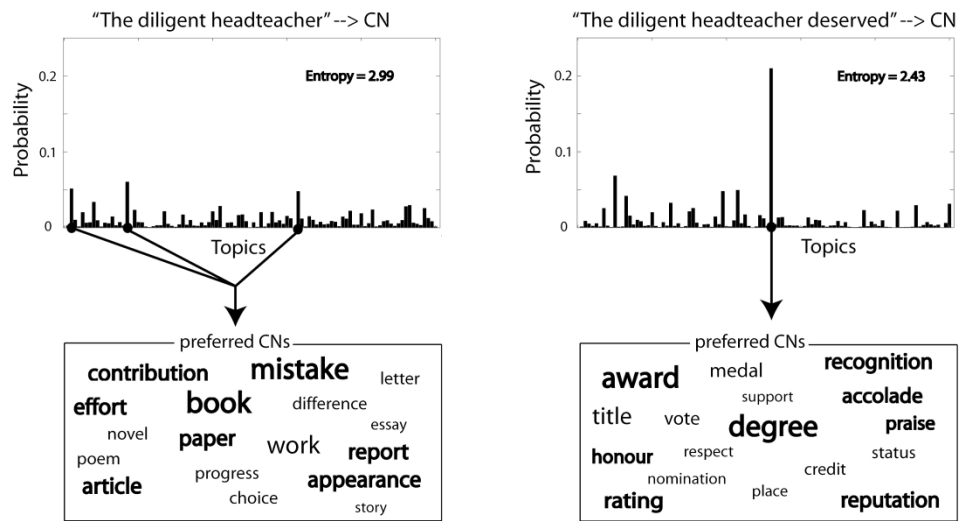 “The diligent headteacher” --> CN
0.2
0.1
0
Probability
Entropy = 2.99
Topics
preferred CNs
contribution
mistake
letter
effort
book
difference
essay
novel
paper
work
report
poem
progress
appearance
article
choice
story
“The diligent headteacher deserved” --> CN
0.2
0.1
0
Probability
Entropy = 2.43
Topics
preferred CNs
award
medal
recognition
support
accolade
title
vote
degree
praise
honour
respect
status
nomination
credit
rating
place
reputation